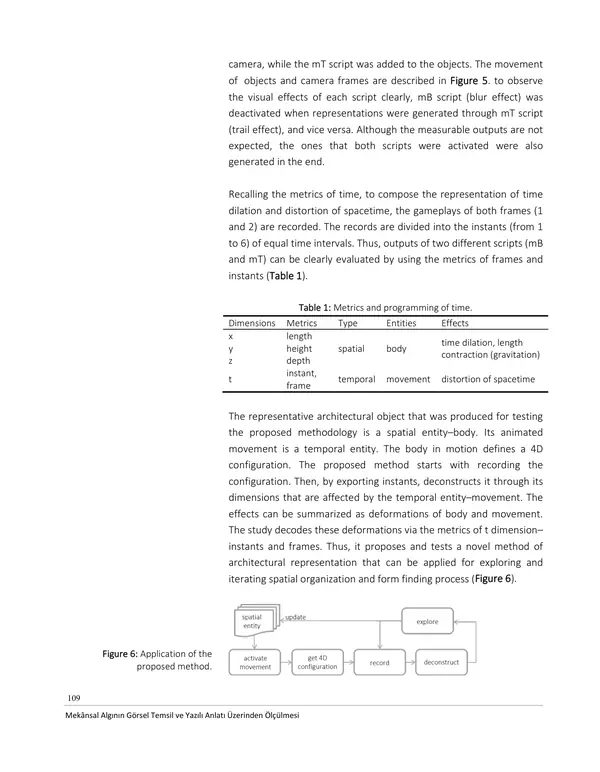 camera, while the mT script was added to the objects. The movement
of objects and camera frames are described in Figure 5. to observe
the visual effects of each script clearly, mB script (blur effect) was
deactivated when representations were generated through mT script
(trail effect), and vice versa. Although the measurable outputs are not
expected, the ones that both scripts were activated were also
generated in the end.
Recalling the metrics of time, to compose the representation of time
dilation and distortion of spacetime, the gameplays of both frames (1
and 2) are recorded. The records are divided into the instants (from 1
to 6) of equal time intervals. Thus, outputs of two different scripts (mB
and mT) can be clearly evaluated by using the metrics of frames and
instants (Table 1).
Table 1: Metrics and programming of time.
Dimensions Metrics Type Entities Effects
x length
y height spatial body time dilation, length
contraction (gravitation)
z depth
t instant,
frame temporal movement distortion of spacetime
The representative architectural object that was produced for testing
the proposed methodology is a spatial entity–body. Its animated
movement is a temporal entity. The body in motion defines a 4D
configuration. The proposed method starts with recording the
configuration. Then, by exporting instants, deconstructs it through its
dimensions that are affected by the temporal entity–movement. The
effects can be summarized as deformations of body and movement.
The study decodes these deformations via the metrics of t dimension–
instants and frames. Thus, it proposes and tests a novel method of
architectural representation that can be applied for exploring and
iterating spatial organization and form finding process (Figure 6).
spatial
entity
update
explore
activate
movement
get 4D
configuration
record
deconstruct
Figure 6: Application of the
proposed method.
109
Mekânsal Algının Görsel Temsil ve Yazılı Anlatı Üzerinden Ölçülmesi